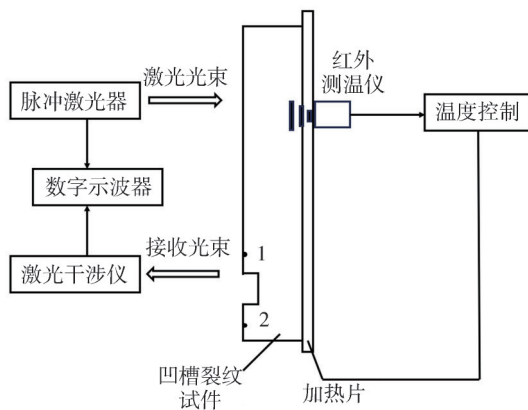 激光光束
脉冲激光器
数字示波器
接收光束
激光干涉仪
1
2
凹槽裂纹
试件
加热片
红外
测温仪
温度控制